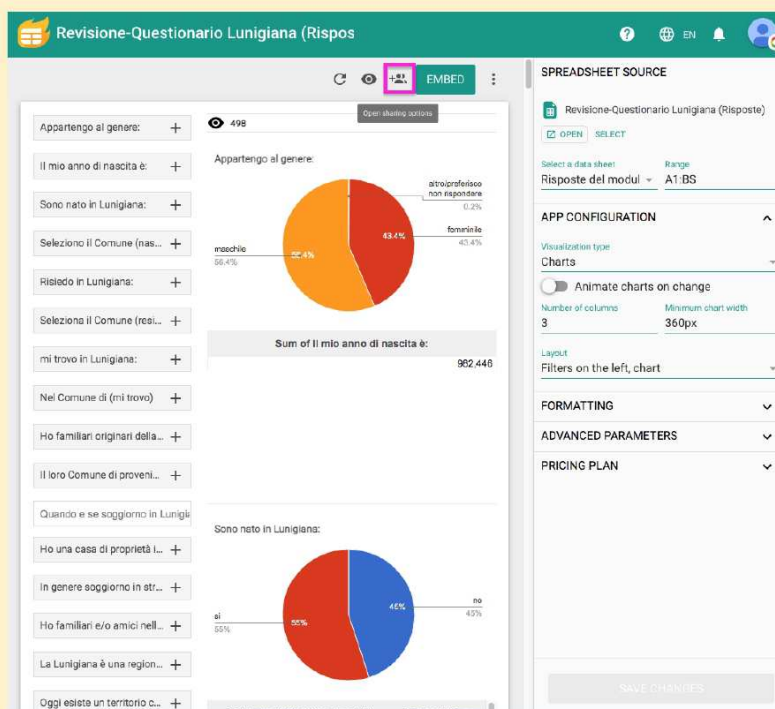 Revisione-Questionario Lunigiana (Rispos
EN
EMBED
Open sharing options
Appartengo al genere:
Il mio anno di nascita è:
Sono nato in Lunigiana:
Seleziono il Comune (nas...
Risiedo in Lunigiana:
Seleziona il Comune (resi...
mi trovo in Lunigiana:
Nel Comune di (mi trovo)
Ho familiari originari della...
Il loro Comune di proveni...
Quando e se soggiorno in Lunigia
Ho una casa di proprietà i...
In genere soggiorno in str...
Ho familiari e/o amici nell...
La Lunigiana è una region...
Oggi esiste un territorio c...
498
Appartengo al genere:
altro/preferisco
non rispondere
0.2%
femminile
43.4%
43.4%
maschile
56.4%
56.4%
Sum of Il mio anno di nascita è:
982,446
Sono nato in Lunigiana:
no
45%
45%
si
55%
55%
SPREADSHEET SOURCE
Revisione-Questionario Lunigiana (Risposte)
OPEN SELECT
Select a data sheet Range
Risposte del modul A1:BS
APP CONFIGURATION
Visualization type
Charts
Animate charts on change
Number of columns Minimum chart width
3 360px
Layout
Filters on the left, chart
FORMATTING
ADVANCED PARAMETERS
PRICING PLAN
SAVE CHANGES